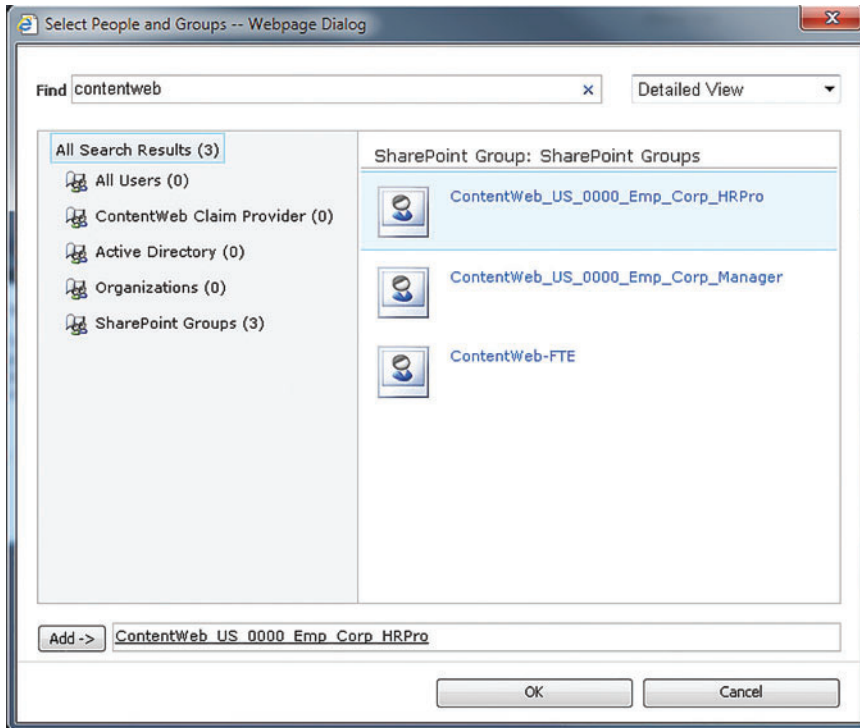 Select People and Groups -- Webpage Dialog
Find contentweb
Detailed View
All Search Results (3)
All Users (0)
ContentWeb Claim Provider (0)
Active Directory (0)
Organizations (0)
SharePoint Groups (3)
SharePoint Group: SharePoint Groups
ContentWeb_US_0000_Emp_Corp_HRPro
ContentWeb_US_0000_Emp_Corp_Manager
ContentWeb-FTE
Add -> ContentWeb_US_0000_Emp_Corp_HRPro
OK Cancel